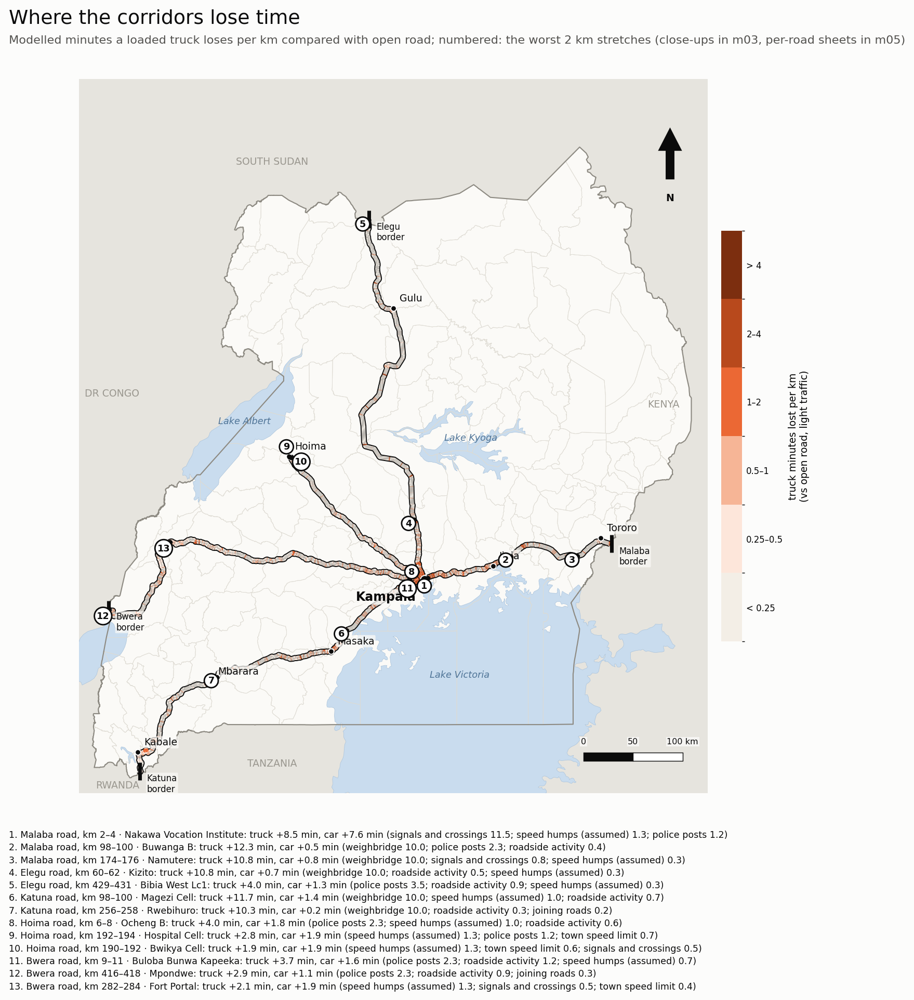 Where the corridors lose time
Modelled minutes a loaded truck loses per km compared with open road; numbered: the worst 2 km stretches (close-ups in m03, per-road sheets in m05)
SOUTH SUDAN
N
5
Elegu
border
> 4
Gulu
2–4
DR CONGO
KENYA
1–2
Lake Albert
Lake Kyoga
truck minutes lost per km
(vs open road, light traffic)
9
Hoima
10
0.5–1
4
Tororo
13
2
3
Malaba
border
0.25–0.5
8
1
11
Kampala
12
Bwera
border
< 0.25
6
Masaka
7
Mbarara
Lake Victoria
Kabale
0
50
100 km
TANZANIA
RWANDA
Katuna
border
1. Malaba road, km 2–4 · Nakawa Vocation Institute: truck +8.5 min, car +7.6 min (signals and crossings 11.5; speed humps (assumed) 1.3; police posts 1.2)
2. Malaba road, km 98–100 · Buwanga B: truck +12.3 min, car +0.5 min (weighbridge 10.0; police posts 2.3; roadside activity 0.4)
3. Malaba road, km 174–176 · Namutere: truck +10.8 min, car +0.8 min (weighbridge 10.0; signals and crossings 0.8; speed humps (assumed) 0.3)
4. Elegu road, km 60–62 · Kizito: truck +10.8 min, car +0.7 min (weighbridge 10.0; roadside activity 0.5; speed humps (assumed) 0.3)
5. Elegu road, km 429–431 · Bibia West Lc1: truck +4.0 min, car +1.3 min (police posts 3.5; roadside activity 0.9; speed humps (assumed) 0.3)
6. Katuna road, km 98–100 · Magezi Cell: truck +11.7 min, car +1.4 min (weighbridge 10.0; speed humps (assumed) 1.0; roadside activity 0.7)
7. Katuna road, km 256–258 · Rwebihuro: truck +10.3 min, car +0.2 min (weighbridge 10.0; roadside activity 0.3; joining roads 0.2)
8. Hoima road, km 6–8 · Ocheng B: truck +4.0 min, car +1.8 min (police posts 2.3; speed humps (assumed) 1.0; roadside activity 0.6)
9. Hoima road, km 192–194 · Hospital Cell: truck +2.8 min, car +1.9 min (speed humps (assumed) 1.3; police posts 1.2; town speed limit 0.7)
10. Hoima road, km 190–192 · Bwikya Cell: truck +1.9 min, car +1.9 min (speed humps (assumed) 1.3; town speed limit 0.6; signals and crossings 0.5)
11. Bwera road, km 9–11 · Buloba Bunwa Kapeeka: truck +3.7 min, car +1.6 min (police posts 2.3; roadside activity 1.2; speed humps (assumed) 0.7)
12. Bwera road, km 416–418 · Mpondwe: truck +2.9 min, car +1.1 min (police posts 2.3; roadside activity 0.9; joining roads 0.3)
13. Bwera road, km 282–284 · Fort Portal: truck +2.1 min, car +1.9 min (speed humps (assumed) 1.3; signals and crossings 0.5; town speed limit 0.4)